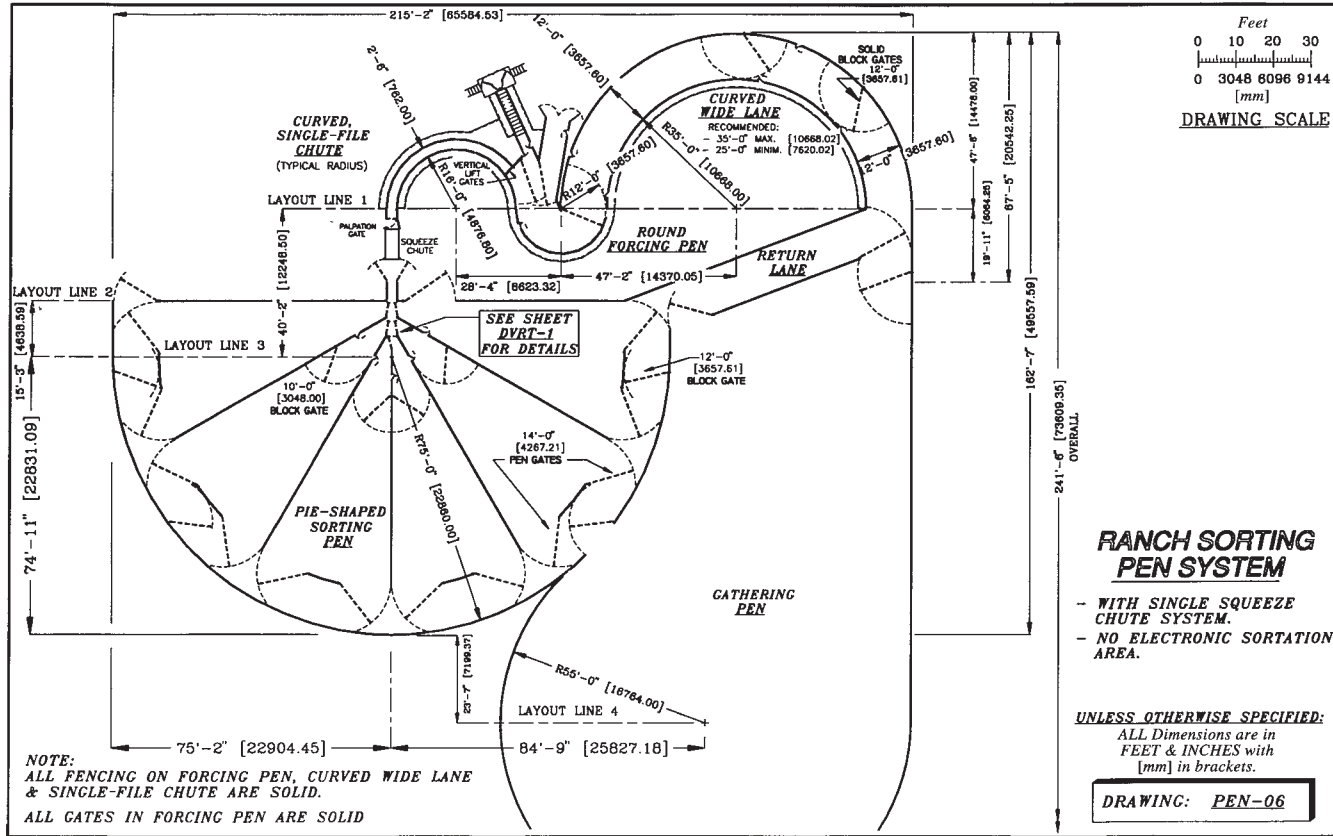 215'-2" [65584.53]
12'-0" [3657.60]
2'-6" [762.00]
SOLID
BLOCK GATES
12'-0"
[3657.61]
Feet
0 10 20 30
0 3048 6096 9144
[mm]
DRAWING SCALE
CURVED,
SINGLE-FILE
CHUTE
(TYPICAL RADIUS)
CURVED
WIDE LANE
RECOMMENDED:
- 35'-0" MAX. [10668.02]
- 25'-0" MINIM. [7620.02]
VERTICAL
LIFT
GATES
R16'-0" [4876.80]
R12'-0" [3657.60]
R35'-0" [10668.00]
12'-0" [3657.60]
47'-6" [14478.00]
67'-5" [20542.25]
19'-11" [6064.25]
LAYOUT LINE 1
PALPATION
GATE
SQUEEZE
CHUTE
ROUND
FORCING PEN
RETURN
LANE
47'-2" [14370.05]
28'-4" [8623.32]
40'-2" [12248.50]
LAYOUT LINE 2
15'-3" [4638.59]
LAYOUT LINE 3
SEE SHEET
DVRT-1
FOR DETAILS
12'-0"
[3657.61]
BLOCK GATE
10'-0"
[3048.00]
BLOCK GATE
14'-0"
[4267.21]
PEN GATES
R75'-0" [22860.00]
74'-11" [22831.09]
162'-7" [49557.59]
241'-6" [73609.35]
OVERALL
PIE-SHAPED
SORTING
PEN
GATHERING
PEN
RANCH SORTING
PEN SYSTEM
- WITH SINGLE SQUEEZE
CHUTE SYSTEM.
- NO ELECTRONIC SORTATION
AREA.
23'-7" [7199.37]
R55'-0" [16764.00]
LAYOUT LINE 4
75'-2" [22904.45]
84'-9" [25827.18]
NOTE:
ALL FENCING ON FORCING PEN, CURVED WIDE LANE
& SINGLE-FILE CHUTE ARE SOLID.
ALL GATES IN FORCING PEN ARE SOLID
UNLESS OTHERWISE SPECIFIED:
ALL Dimensions are in
FEET & INCHES with
[mm] in brackets.
DRAWING: PEN-06